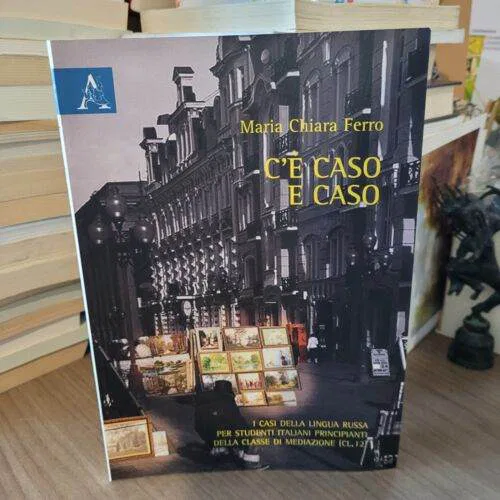 Maria Chiara Ferro
C'È CASO
E CASO
I CASI DELLA LINGUA RUSSA
PER STUDENTI ITALIANI PRINCIPIANTI
DELLA CLASSE DI MEDIAZIONE (CL.12)